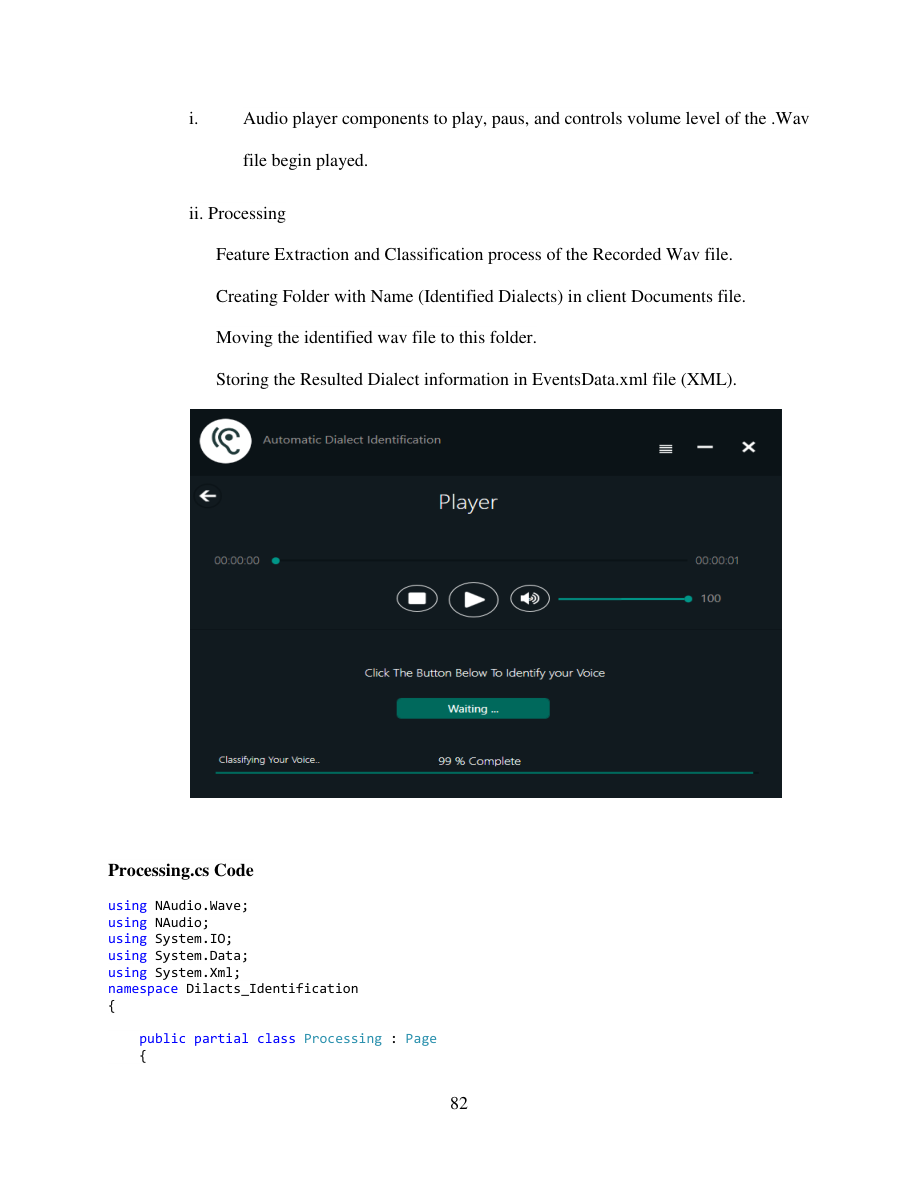 i. Audio player components to play, paus, and controls volume level of the .Wav
file begin played.
ii. Processing
Feature Extraction and Classification process of the Recorded Wav file.
Creating Folder with Name (Identified Dialects) in client Documents file.
Moving the identified wav file to this folder.
Storing the Resulted Dialect information in EventsData.xml file (XML).
Automatic Dialect Identification
Player
00:00:00 00:00:01
100
Click The Button Below To Identify your Voice
Waiting ...
Classifying Your Voice.. 99 % Complete
Processing.cs Code
using NAudio.Wave;
using NAudio;
using System.IO;
using System.Data;
using System.Xml;
namespace Dilacts_Identification
{
public partial class Processing : Page
{
82